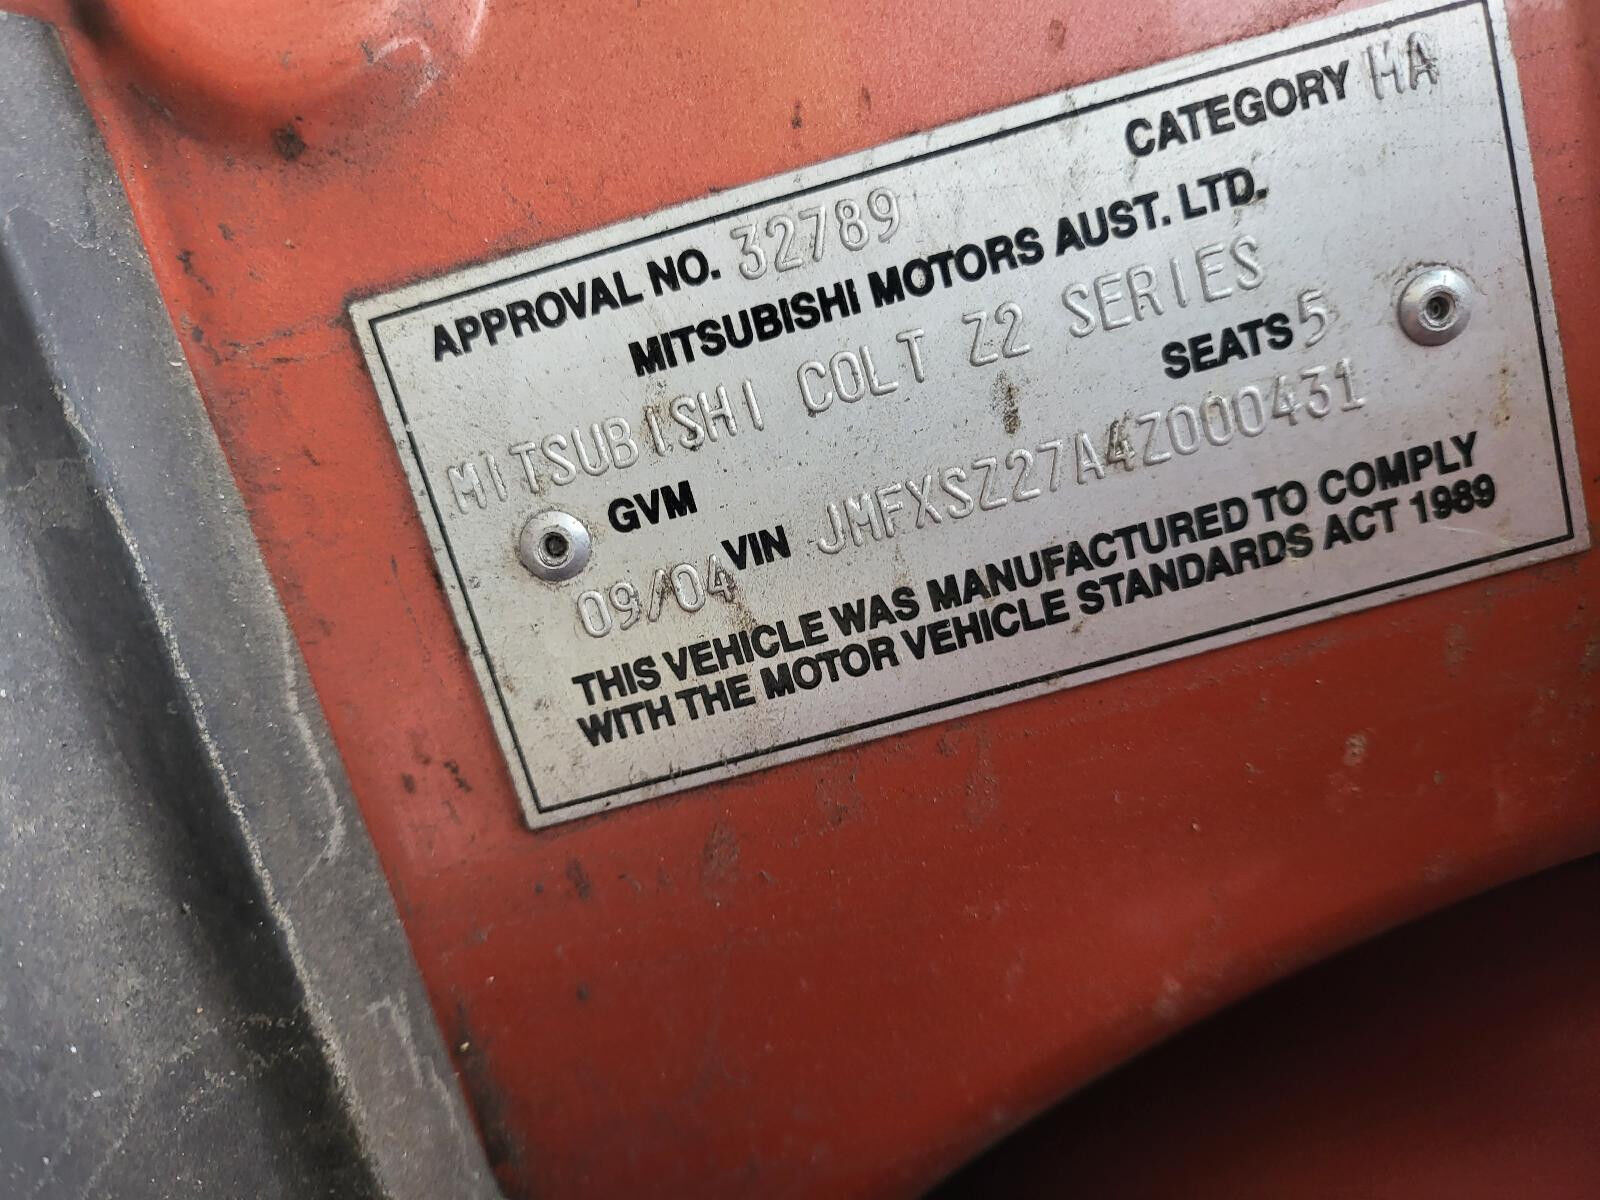 APPROVAL NO. 32789 CATEGORY MA
MITSUBISHI MOTORS AUST. LTD.
MITSUBISHI COLT Z2 SERIES
GVM SEATS 5
09/04 VIN JMFXSZ27A4Z000431
THIS VEHICLE WAS MANUFACTURED TO COMPLY
WITH THE MOTOR VEHICLE STANDARDS ACT 1989